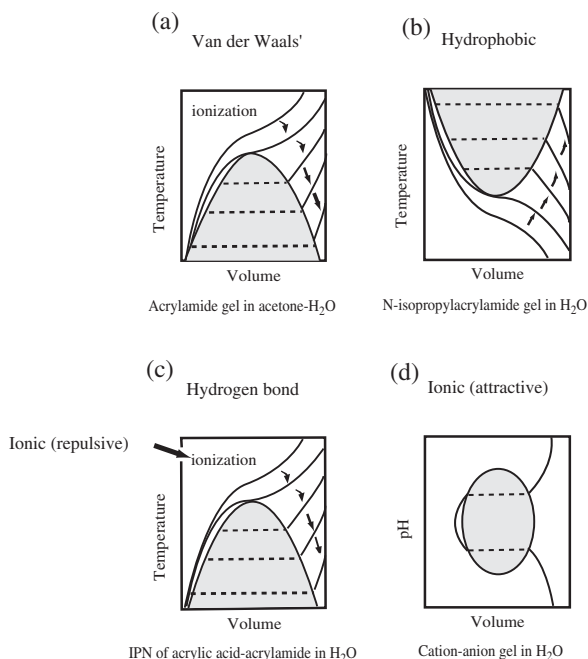 (a)
Van der Waals'
ionization
Temperature
Volume
Acrylamide gel in acetone-H₂O
(b)
Hydrophobic
Temperature
Volume
N-isopropylacrylamide gel in H₂O
(c)
Hydrogen bond
Ionic (repulsive)
ionization
Temperature
Volume
IPN of acrylic acid-acrylamide in H₂O
(d)
Ionic (attractive)
pH
Volume
Cation-anion gel in H₂O